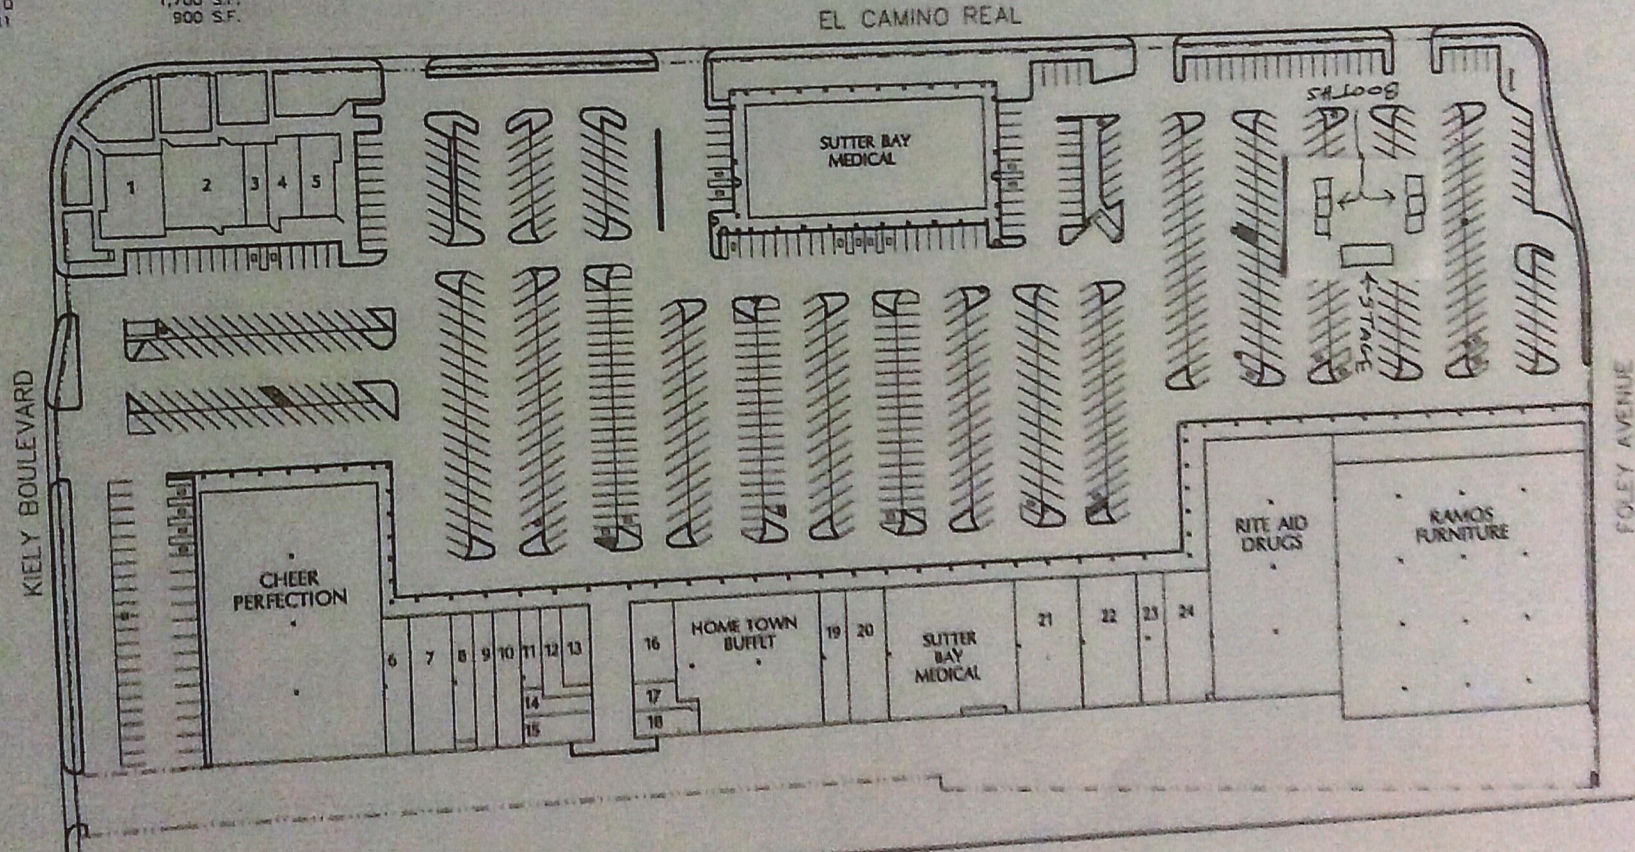 1,700 S.F.
900 S.F.
EL CAMINO REAL
BOOTHS
SUTTER BAY
MEDICAL
1
2
3
4
5
←STAGE
KIELY BOULEVARD
FOLEY AVENUE
CHEER
PERFECTION
RITE AID
DRUGS
RAMOS
FURNITURE
6
7
8
9
10
11
12
13
14
15
16
17
18
HOME TOWN
BUFFET
19
20
SUTTER
BAY
MEDICAL
21
22
23
24